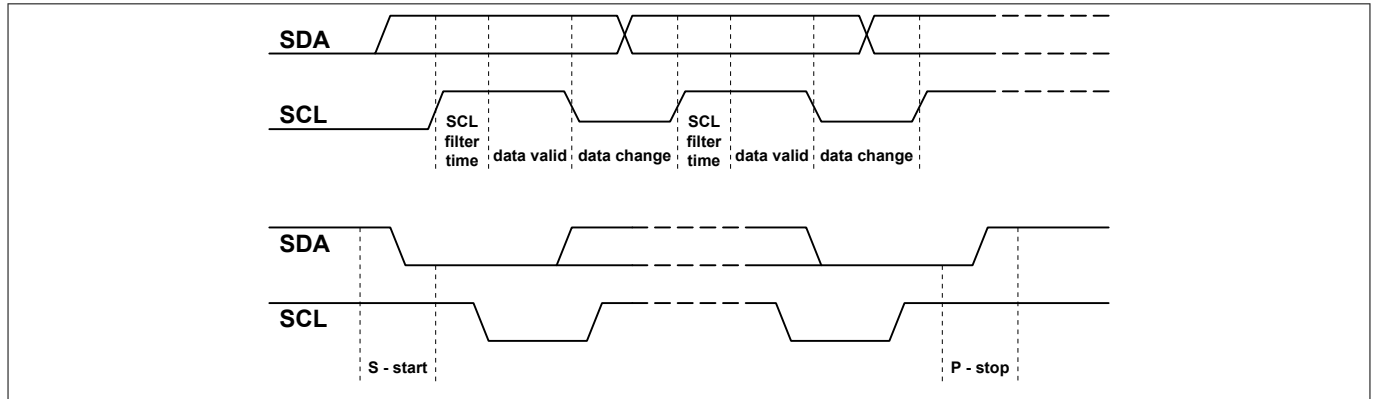 SDA
SCL
SCL
filter
time
data valid
data change
SCL
filter
time
data valid
data change
SDA
SCL
S - start
P - stop